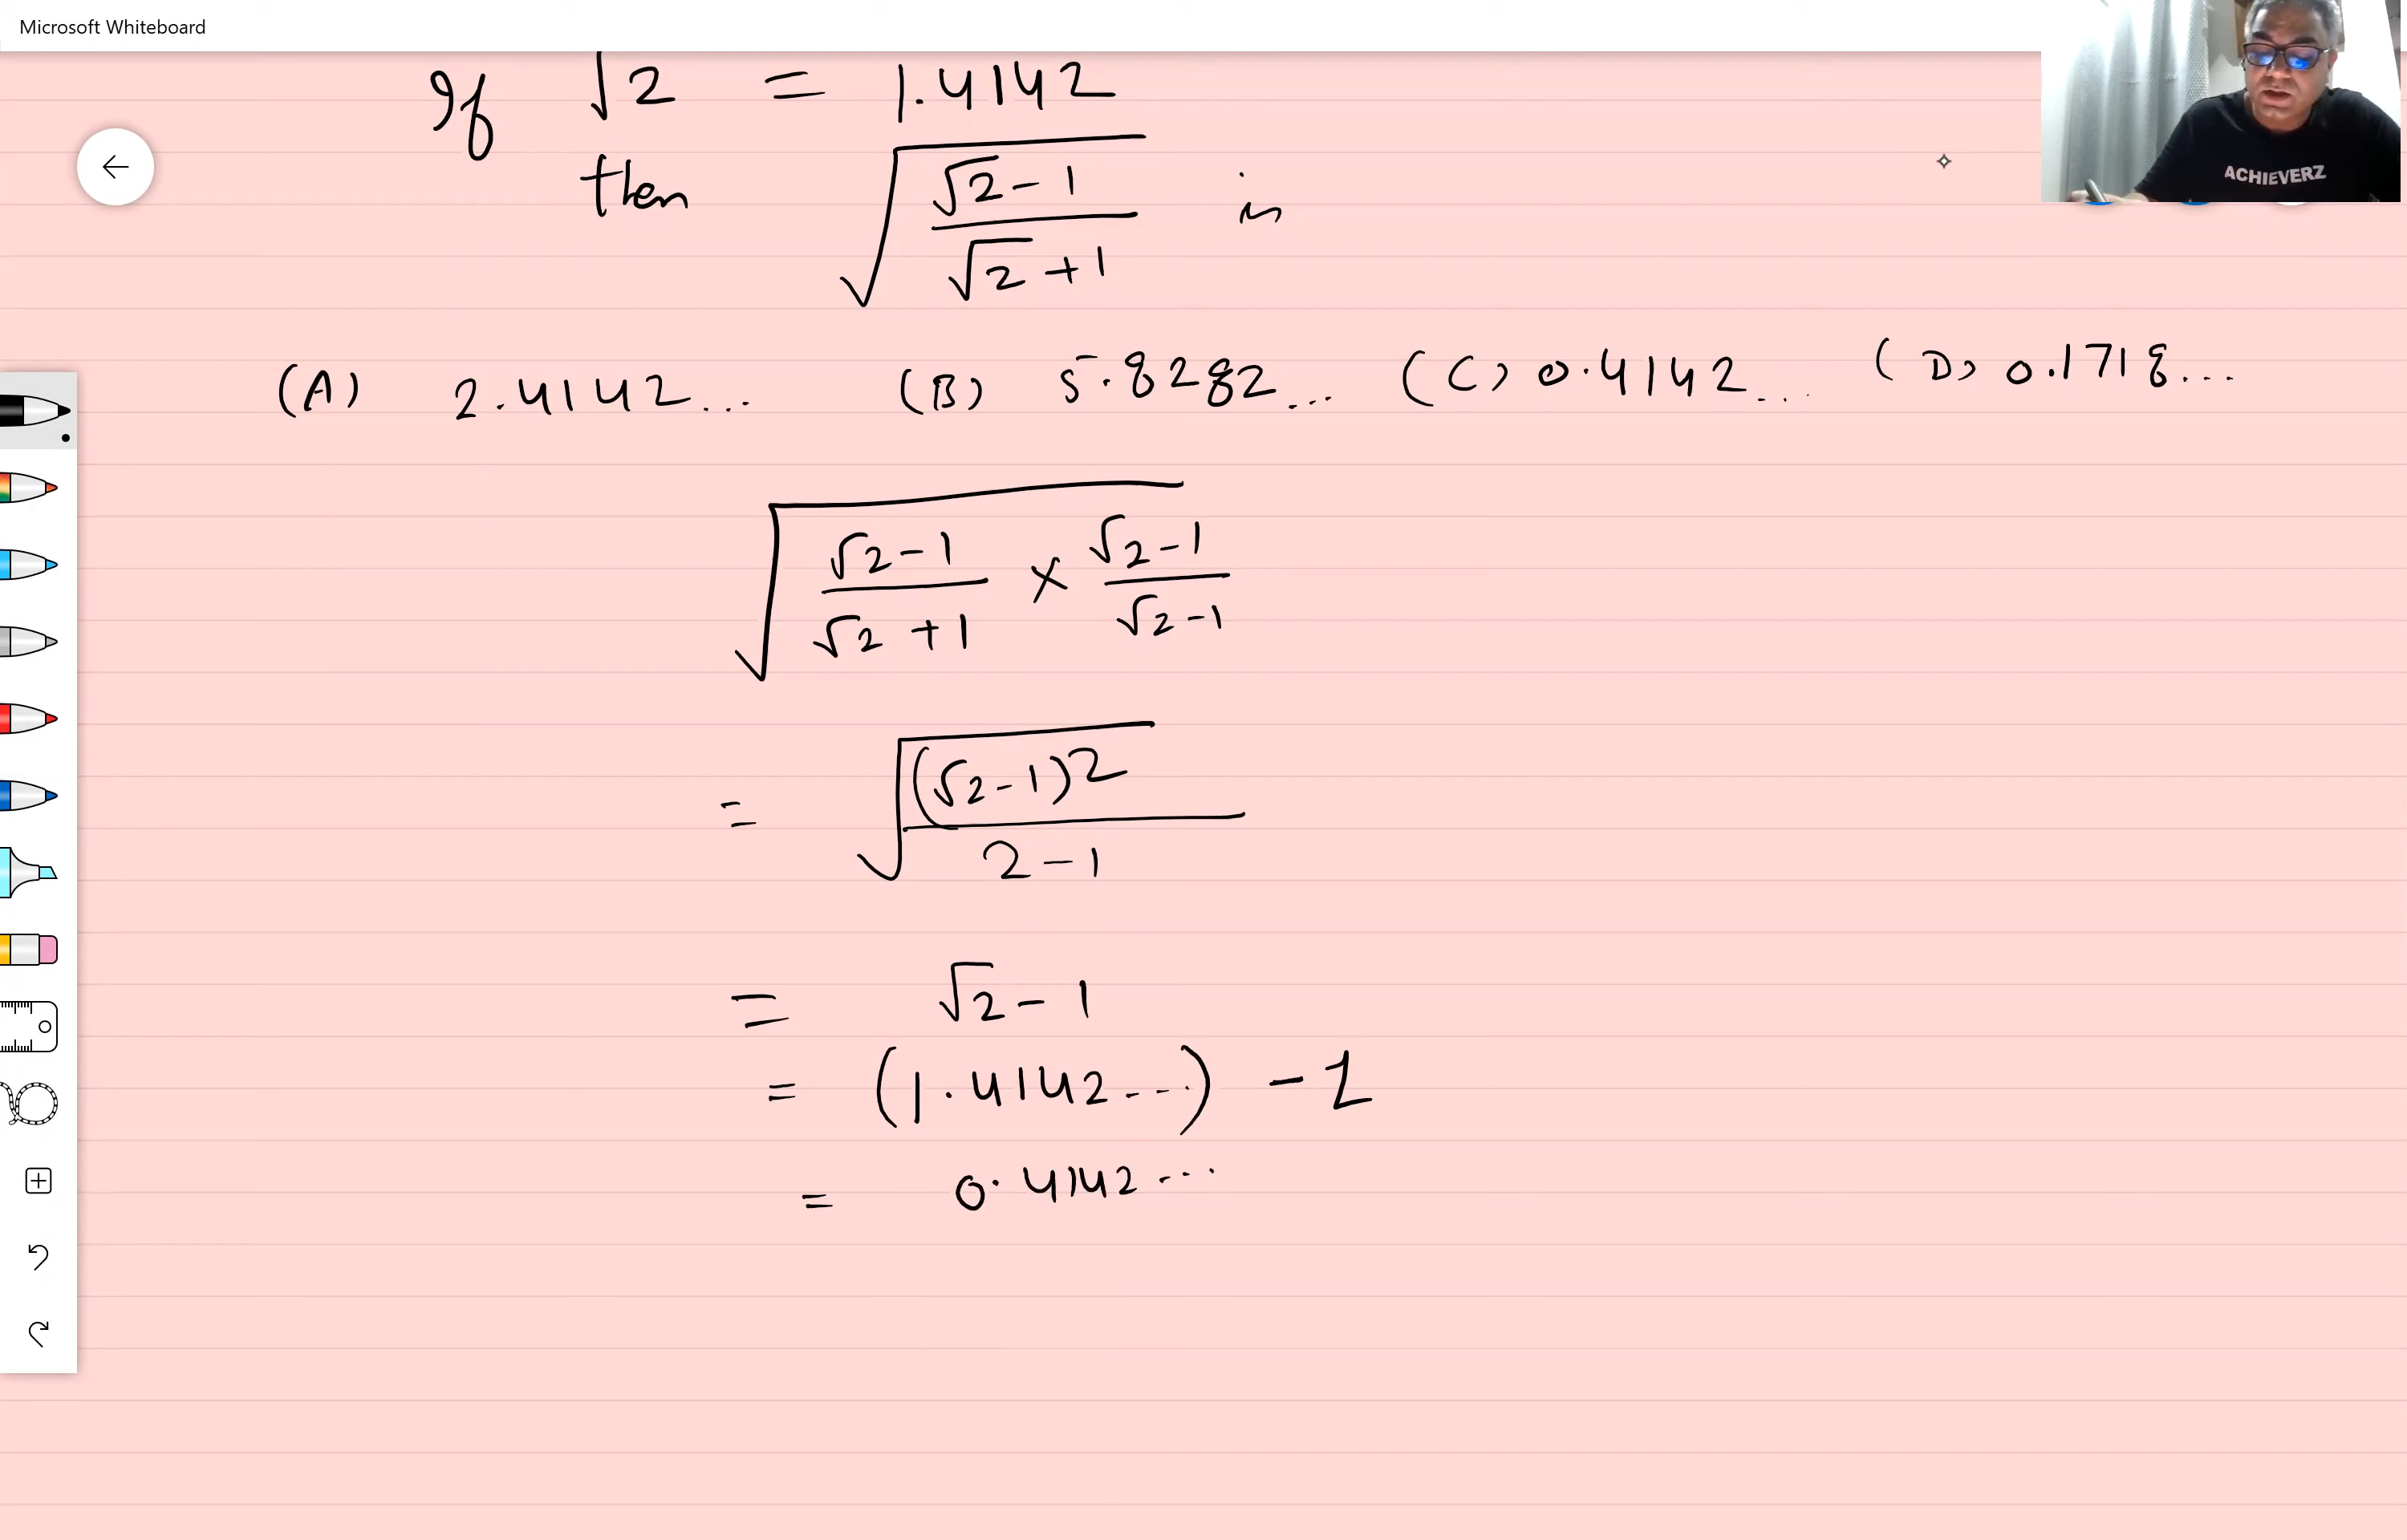 Microsoft Whiteboard
If √2 = 1.4142
then √((√2-1)/(√2+1)) is
(A) 2.4142... (B) 5.8282... (C) 0.4142... (D) 0.1718...
√((√2-1)/(√2+1) × (√2-1)/(√2-1))
= √((√2-1)²/(2-1))
= √2-1
= (1.4142...) -1
= 0.4142...
ACHIEVERZ